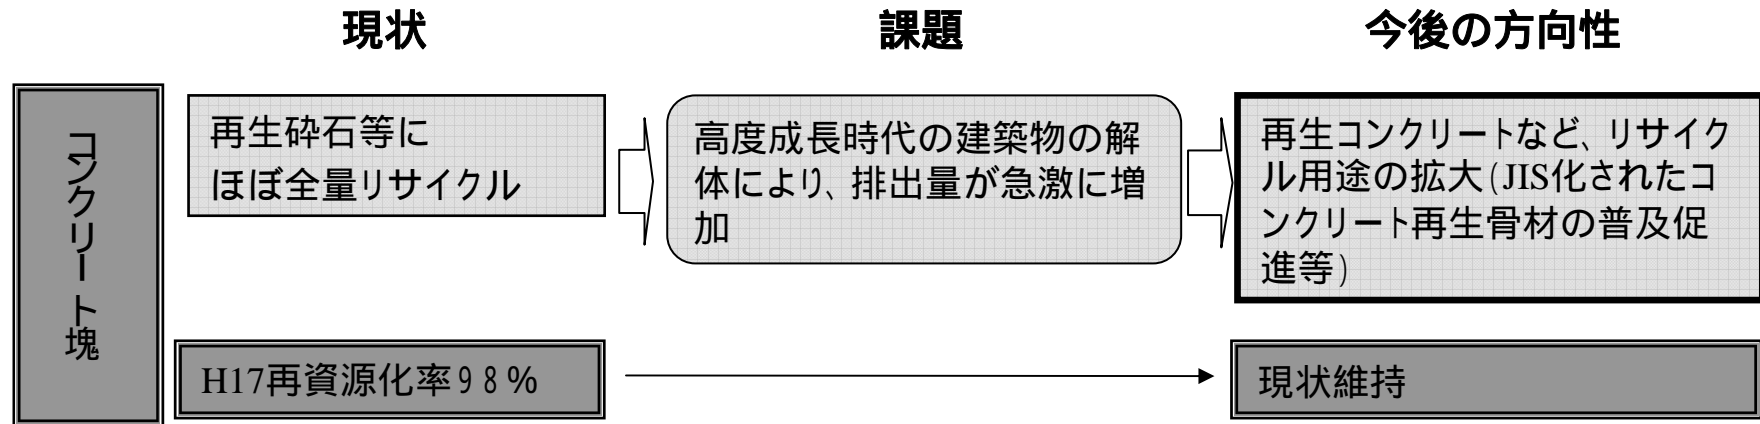 現状
課題
今後の方向性
コンクリート塊
再生砕石等に
ほぼ全量リサイクル
高度成長時代の建築物の解
体により、排出量が急激に増
加
再生コンクリートなど、リサイク
ル用途の拡大(JIS化されたコ
ンクリート再生骨材の普及促
進等)
H17再資源化率98%
現状維持